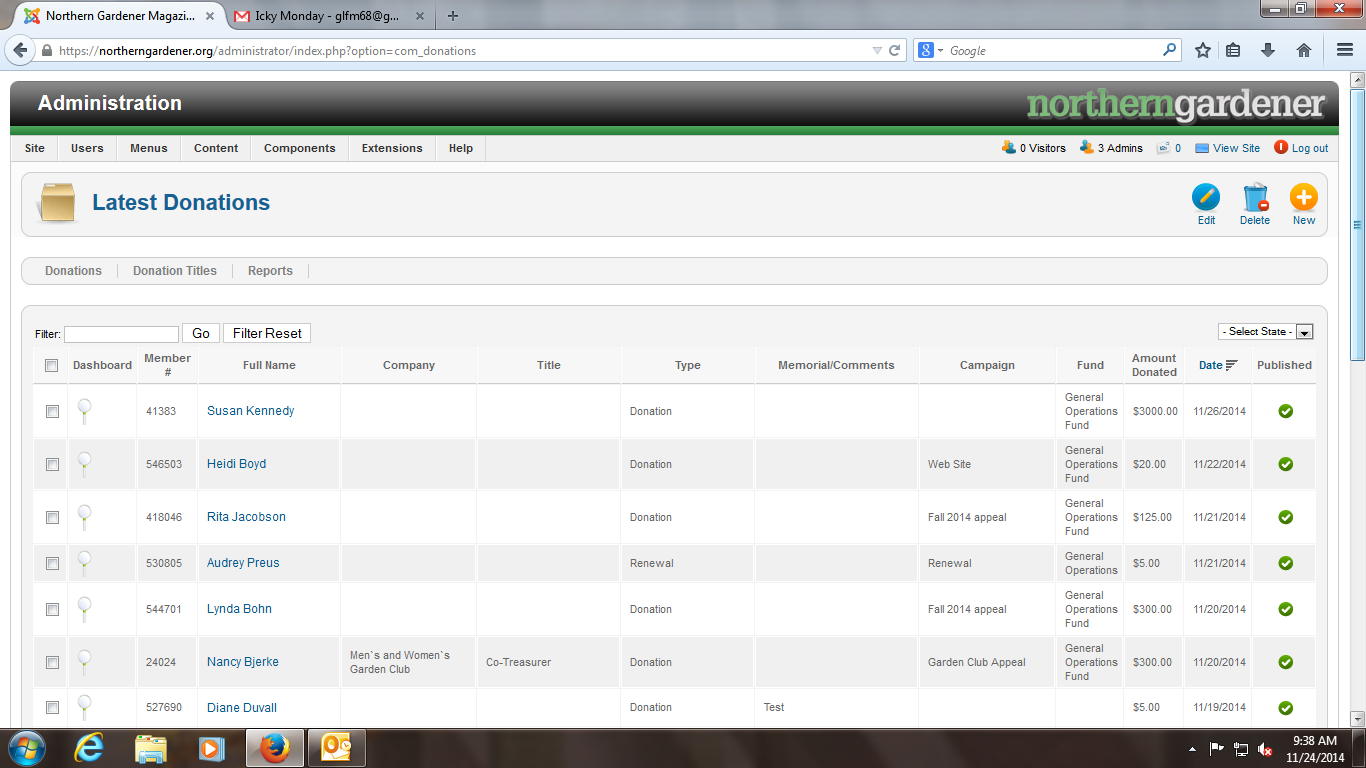 Northern Gardener Magazi...
Icky Monday - glfm68@g...
https://northerngardener.org/administrator/index.php?option=com_donations
Google
Administration
northerngardener
Site Users Menus Content Components Extensions Help
0 Visitors 3 Admins 0 View Site Log out
Latest Donations
Edit Delete New
Donations Donation Titles Reports
Filter: Go Filter Reset
- Select State -
Dashboard Member # Full Name Company Title Type Memorial/Comments Campaign Fund Amount Donated Date Published
41383 Susan Kennedy Donation General Operations Fund $3000.00 11/26/2014
546503 Heidi Boyd Donation Web Site General Operations Fund $20.00 11/22/2014
418046 Rita Jacobson Donation Fall 2014 appeal General Operations Fund $125.00 11/21/2014
530805 Audrey Preus Renewal Renewal General Operations $5.00 11/21/2014
544701 Lynda Bohn Donation Fall 2014 appeal General Operations Fund $300.00 11/20/2014
24024 Nancy Bjerke Men`s and Women`s Garden Club Co-Treasurer Donation Garden Club Appeal General Operations Fund $300.00 11/20/2014
527690 Diane Duvall Donation Test $5.00 11/19/2014
9:38 AM
11/24/2014